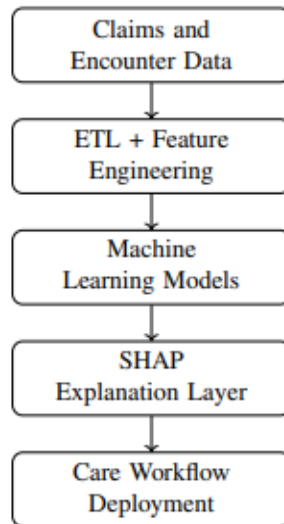 Claims and
Encounter Data
ETL + Feature
Engineering
Machine
Learning Models
SHAP
Explanation Layer
Care Workflow
Deployment